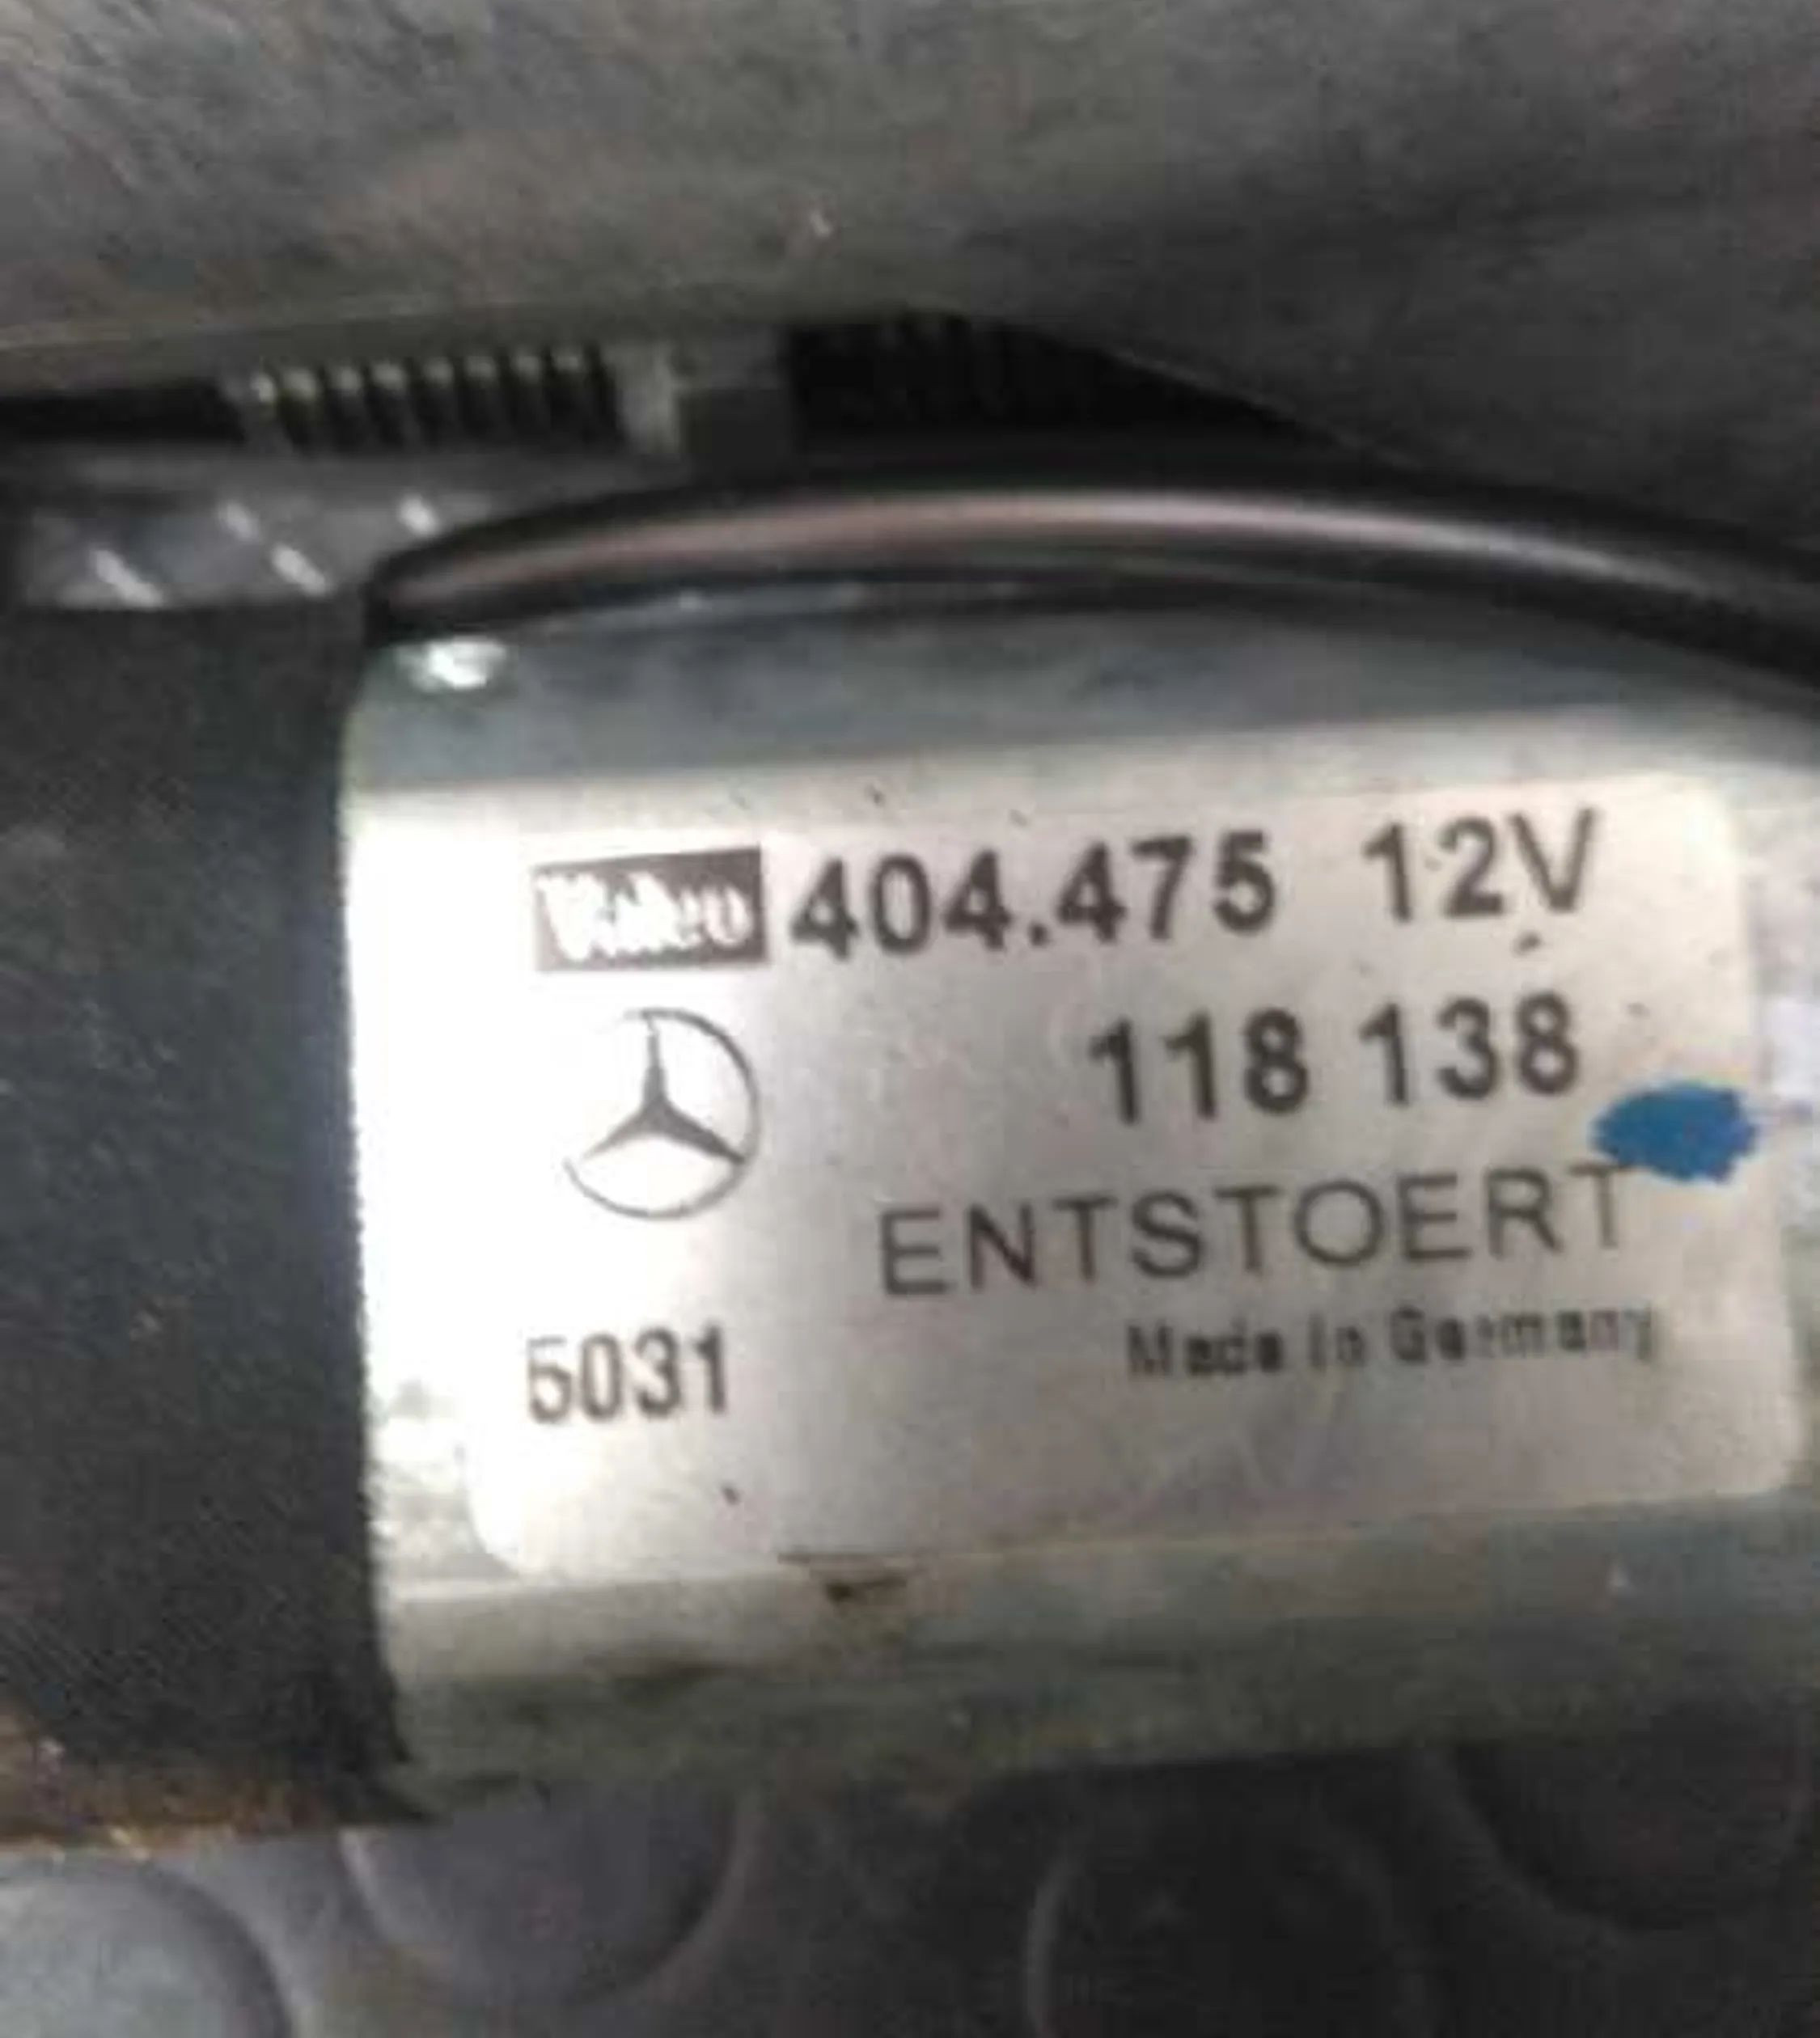 Valeo 404.475 12V
118 138
ENTSTOERT
5031 Made in Germany